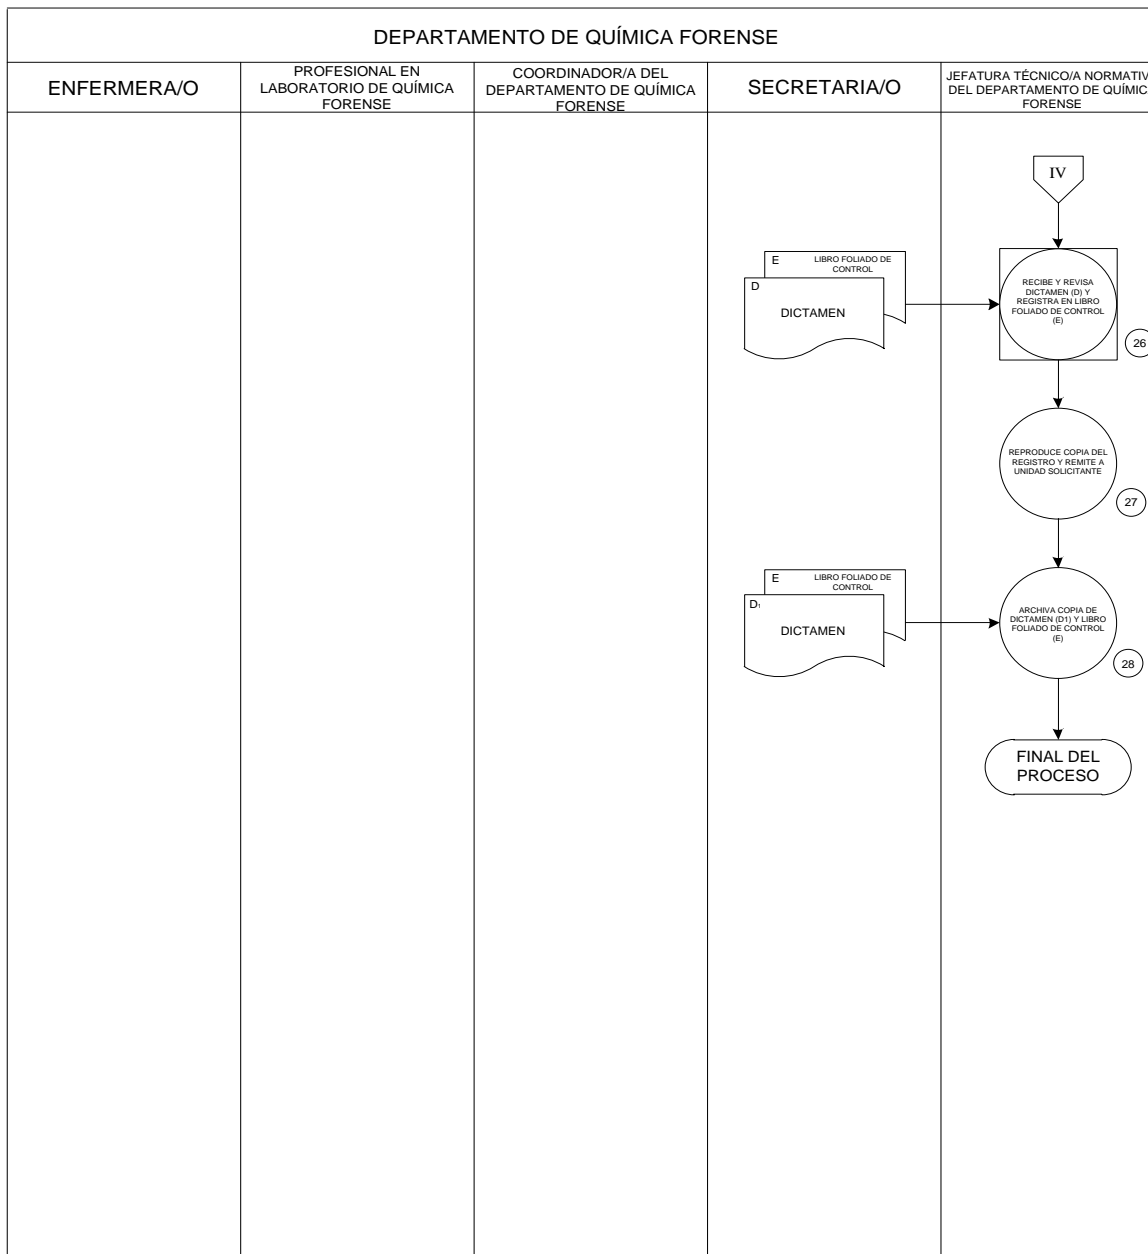 DEPARTAMENTO DE QUÍMICA FORENSE
ENFERMERA/O
PROFESIONAL EN
LABORATORIO DE QUÍMICA
FORENSE
COORDINADOR/A DEL
DEPARTAMENTO DE QUÍMICA
FORENSE
SECRETARIA/O
JEFATURA TÉCNICO/A NORMATIV
DEL DEPARTAMENTO DE QUÍMIC
FORENSE
IV
E
LIBRO FOLIADO DE
CONTROL
D
DICTAMEN
RECIBE Y REVISA
DICTAMEN (D) Y
REGISTRA EN LIBRO
FOLIADO DE CONTROL
(E)
26
REPRODUCE COPIA DEL
REGISTRO Y REMITE A
UNIDAD SOLICITANTE
27
E
LIBRO FOLIADO DE
CONTROL
D1
DICTAMEN
ARCHIVA COPIA DE
DICTAMEN (D1) Y LIBRO
FOLIADO DE CONTROL
(E)
28
FINAL DEL
PROCESO